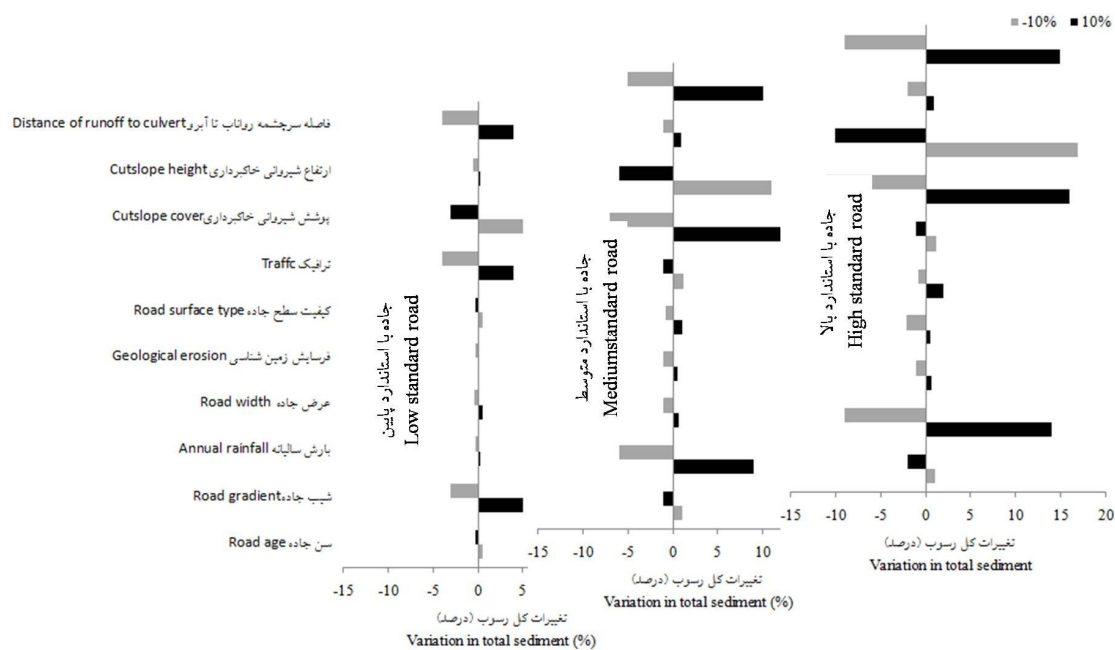 -10% 10%
Distance of runoff to culvert فاصله سرچشمه رواناب تا آبرو
Cutslope height ارتفاع شیروانی خاکبرداری
Cutslope cover پوشش شیروانی خاکبرداری
Traffc ترافیک
Road surface type کیفیت سطح جاده
Geological erosion فرسایش زمین شناسی
Road width عرض جاده
Annual rainfall بارش سالیانه
Road gradient شیب جاده
Road age سن جاده
جاده با استاندارد پایین
Low standard road
-15 -10 -5 0 5
تغییرات کل رسوب (درصد)
Variation in total sediment (%)
جاده با استاندارد متوسط
Mediumstandard road
-15 -10 -5 0 5 10
تغییرات کل رسوب (درصد)
Variation in total sediment (%)
جاده با استاندارد بالا
High standard road
-15 -10 -5 0 5 10 15 20
تغییرات کل رسوب (درصد)
Variation in total sediment